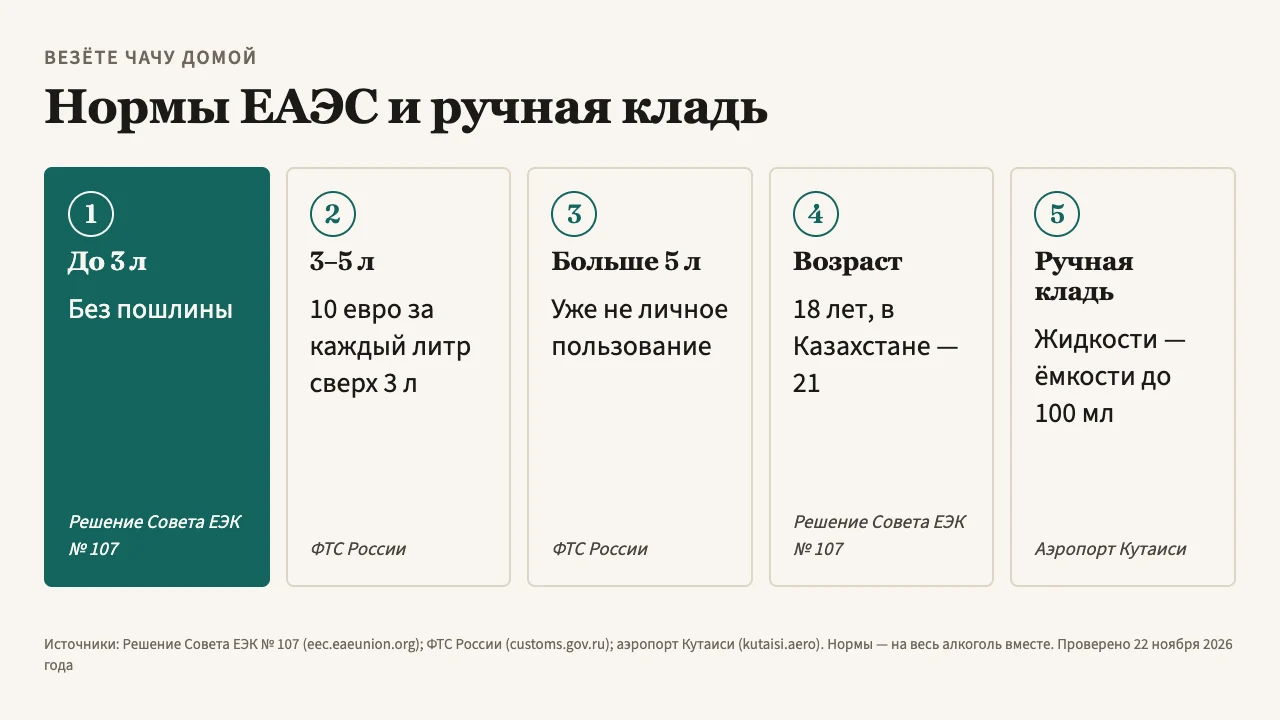 ВЕЗЁТЕ ЧАЧУ ДОМОЙ
Нормы ЕАЭС и ручная кладь
1
До 3 л
Без пошлины
Решение Совета ЕЭК
№ 107
2
3–5 л
10 евро за
каждый литр
сверх 3 л
ФТС России
3
Больше 5 л
Уже не личное
пользование
ФТС России
4
Возраст
18 лет, в
Казахстане —
21
Решение Совета ЕЭК
№ 107
5
Ручная
кладь
Жидкости —
ёмкости до
100 мл
Аэропорт Кутаиси
Источники: Решение Совета ЕЭК № 107 (eec.eaeunion.org); ФТС России (customs.gov.ru); аэропорт Кутаиси (kutaisi.aero). Нормы — на весь алкоголь вместе. Проверено 22 ноября 2026
года